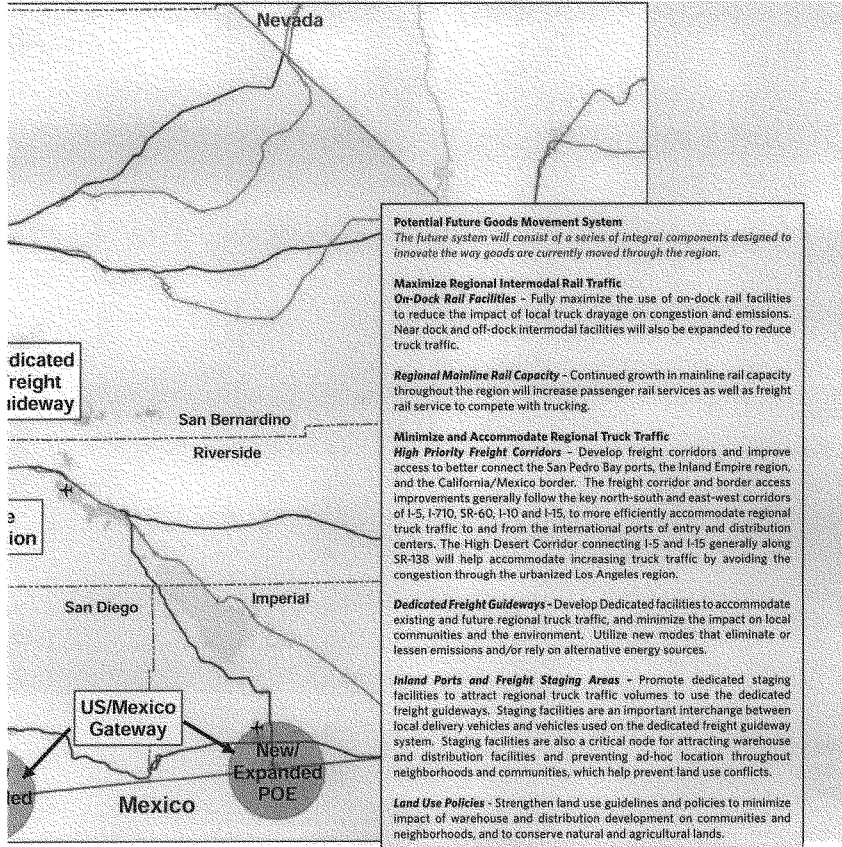 Nevada
Potential Future Goods Movement System
The future system will consist of a series of integral components designed to
innovate the way goods are currently moved through the region.
Maximize Regional Intermodal Rail Traffic
On-Dock Rail Facilities - Fully maximize the use of on-dock rail facilities
to reduce the impact of local truck drayage on congestion and emissions.
Near dock and off-dock intermodal facilities will also be expanded to reduce
truck traffic.
Regional Mainline Rail Capacity - Continued growth in mainline rail capacity
throughout the region will increase passenger rail services as well as freight
rail service to compete with trucking.
Minimize and Accommodate Regional Truck Traffic
High Priority Freight Corridors - Develop freight corridors and improve
access to better connect the San Pedro Bay ports, the Inland Empire region,
and the California/Mexico border. The freight corridor and border access
improvements generally follow the key north-south and east-west corridors
of I-5, I-710, SR-60, I-10 and I-15, to more efficiently accommodate regional
truck traffic to and from the international ports of entry and distribution
centers. The High Desert Corridor connecting I-5 and I-15 generally along
SR-138 will help accommodate increasing truck traffic by avoiding the
congestion through the urbanized Los Angeles region.
Dedicated Freight Guideways - Develop Dedicated facilities to accommodate
existing and future regional truck traffic, and minimize the impact on local
communities and the environment. Utilize new modes that eliminate or
lessen emissions and/or rely on alternative energy sources.
Inland Ports and Freight Staging Areas - Promote dedicated staging
facilities to attract regional truck traffic volumes to use the dedicated
freight guideways. Staging facilities are an important interchange between
local delivery vehicles and vehicles used on the dedicated freight guideway
system. Staging facilities are also a critical node for attracting warehouse
and distribution facilities and preventing ad-hoc location throughout
neighborhoods and communities, which help prevent land use conflicts.
Land Use Policies - Strengthen land use guidelines and policies to minimize
impact of warehouse and distribution development on communities and
neighborhoods, and to conserve natural and agricultural lands.
dicated
reight
uideway
San Bernardino
Riverside
e
ion
San Diego
Imperial
US/Mexico
Gateway
New/
Expanded
POE
ded
Mexico